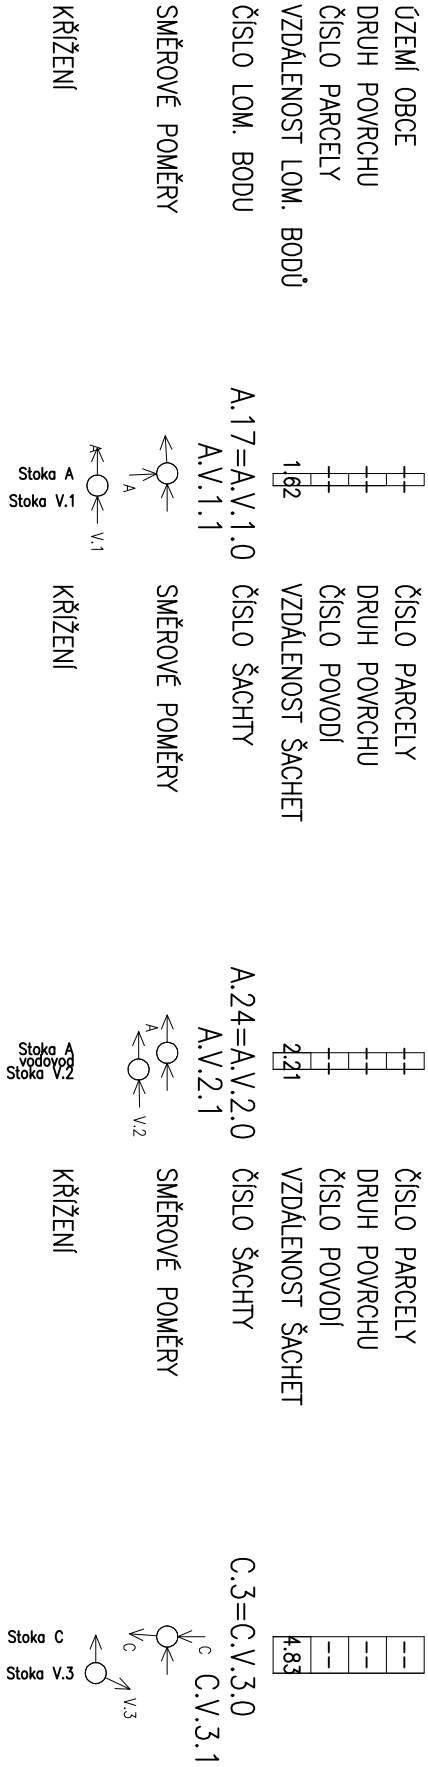 ÚZEMÍ OBCE
DRUH POVRCHU
ČÍSLO PARCELY
VZDÁLENOST LOM. BODŮ
ČÍSLO LOM. BODU
SMĚROVÉ POMĚRY
KŘÍŽENÍ
--
--
--
1.62
A.17=A.V.1.0
A.V.1.1
A
A
V.1
Stoka A
Stoka V.1
ČÍSLO PARCELY
DRUH POVRCHU
ČÍSLO POVODÍ
VZDÁLENOST ŠACHET
ČÍSLO ŠACHTY
SMĚROVÉ POMĚRY
KŘÍŽENÍ
--
--
--
2.21
A.24=A.V.2.0
A.V.2.1
A
V.2
Stoka A
vodovod
Stoka V.2
ČÍSLO PARCELY
DRUH POVRCHU
ČÍSLO POVODÍ
VZDÁLENOST ŠACHET
ČÍSLO ŠACHTY
SMĚROVÉ POMĚRY
KŘÍŽENÍ
--
--
--
4.83
C.3=C.V.3.0
C.V.3.1
C
C
V.3
Stoka C
Stoka V.3